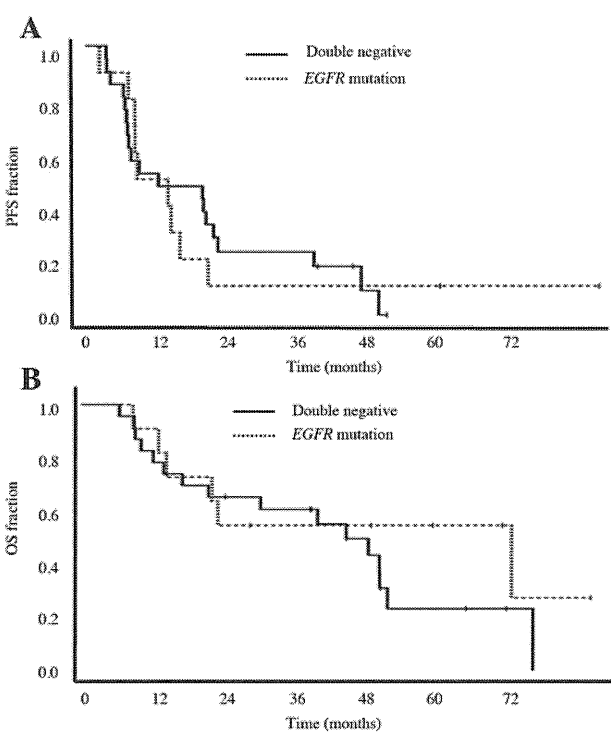 A
Double negative
EGFR mutation
1.0
0.8
0.6
0.4
0.2
0.0
PFS fraction
0 12 24 36 48 60 72
Time (months)
B
Double negative
EGFR mutation
1.0
0.8
0.6
0.4
0.2
0.0
OS fraction
0 12 24 36 48 60 72
Time (months)